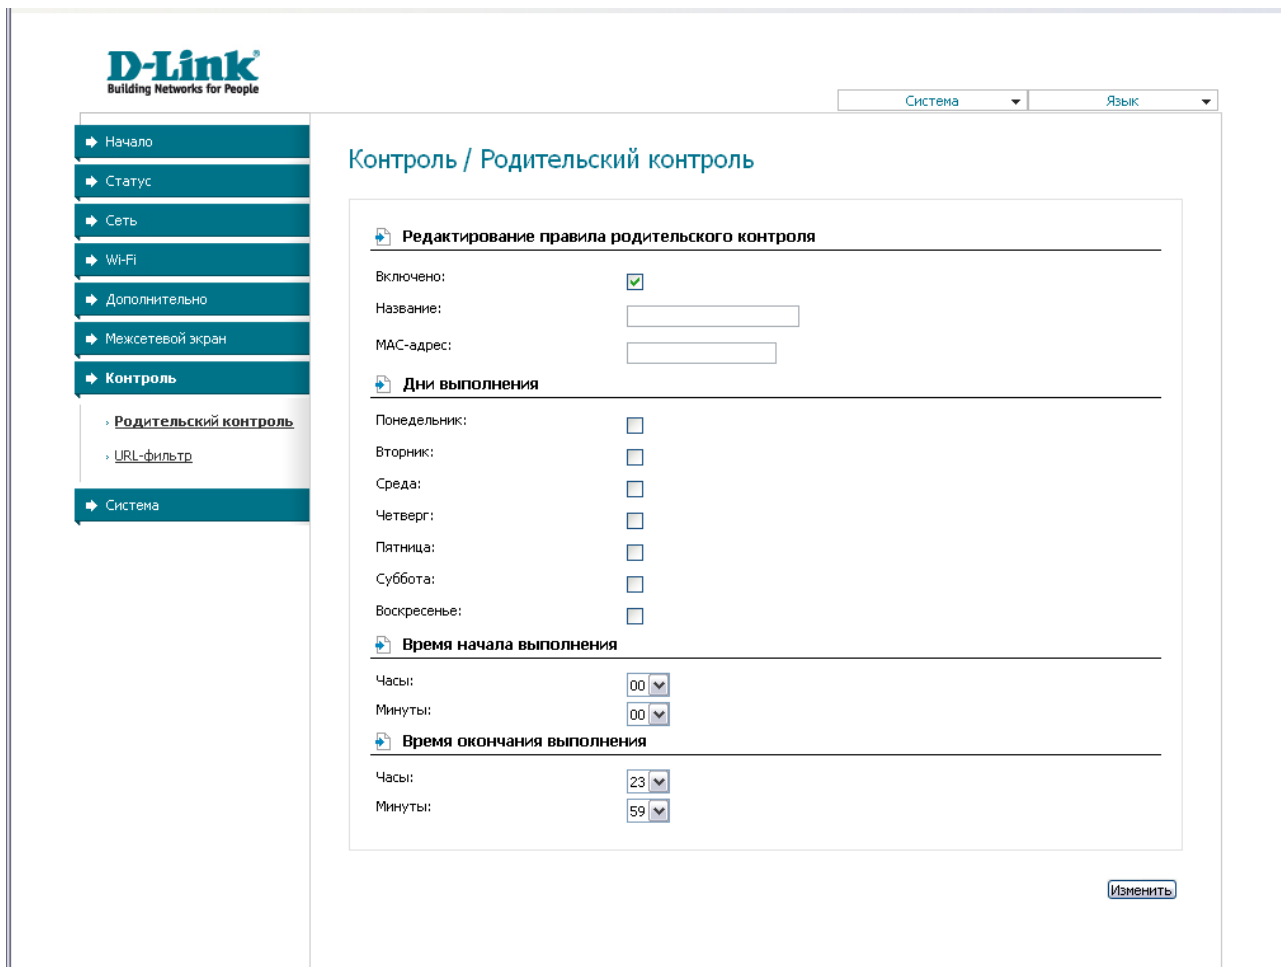 D-Link®
Building Networks for People
Система
Язык
Начало
Статус
Сеть
Wi-Fi
Дополнительно
Межсетевой экран
Контроль
Родительский контроль
URL-фильтр
Система
Контроль / Родительский контроль
Редактирование правила родительского контроля
Включено:
Название:
MAC-адрес:
Дни выполнения
Понедельник:
Вторник:
Среда:
Четверг:
Пятница:
Суббота:
Воскресенье:
Время начала выполнения
Часы: 00
Минуты: 00
Время окончания выполнения
Часы: 23
Минуты: 59
Изменить